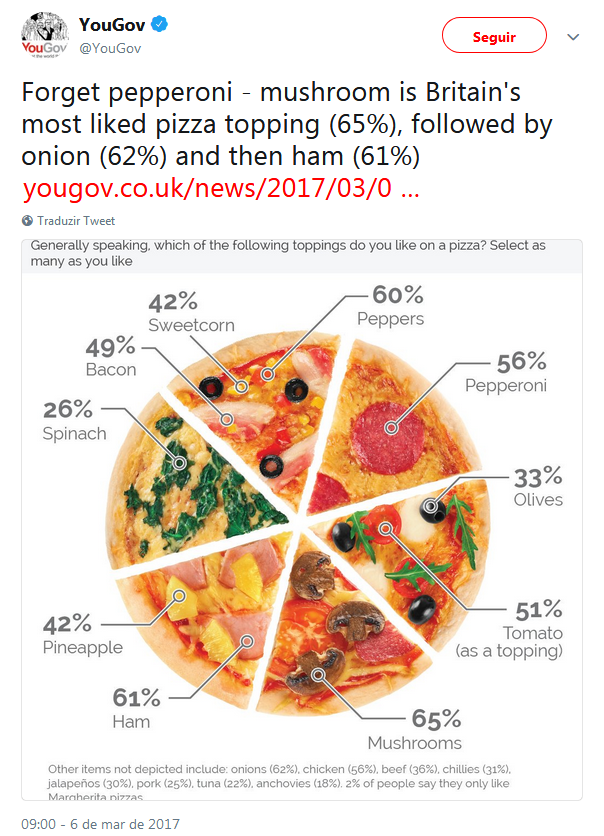 YouGov
@YouGov
YouGov
Seguir
Forget pepperoni - mushroom is Britain's
most liked pizza topping (65%), followed by
onion (62%) and then ham (61%)
yougov.co.uk/news/2017/03/0 ...
Traduzir Tweet
Generally speaking, which of the following toppings do you like on a pizza? Select as
many as you like
42%
Sweetcorn
60%
Peppers
49%
Bacon
56%
Pepperoni
26%
Spinach
33%
Olives
42%
Pineapple
51%
Tomato
(as a topping)
61%
Ham
65%
Mushrooms
Other items not depicted include: onions (62%), chicken (56%), beef (36%), chillies (31%),
jalapeños (30%), pork (25%), tuna (22%), anchovies (18%). 2% of people say they only like
Margherita pizzas
09:00 - 6 de mar de 2017